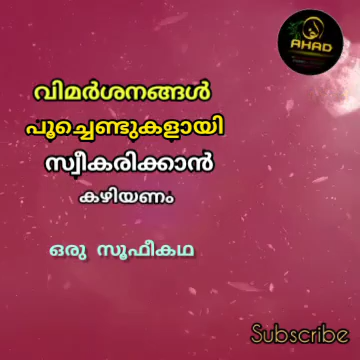 AHAD
വിമർശനങ്ങൾ
പൂച്ചെണ്ടുകളായി
സ്വീകരിക്കാൻ
കഴിയണം
ഒരു സൂഫീകഥ
Subscribe